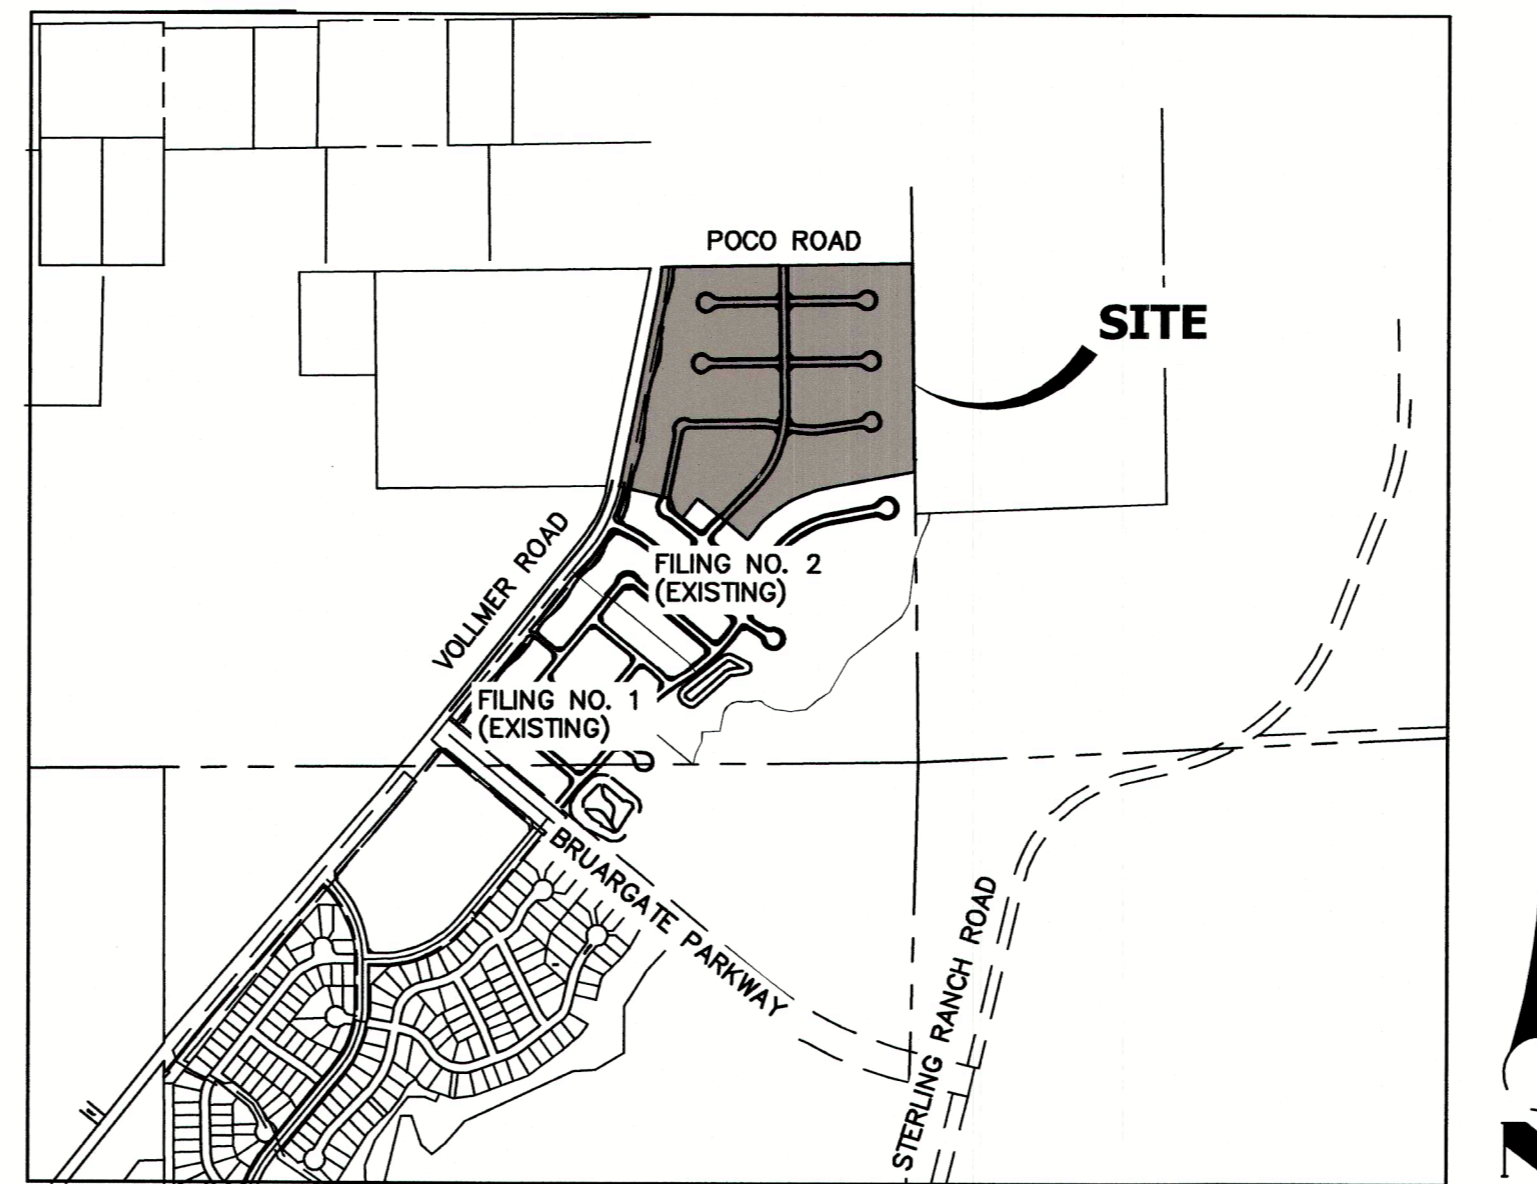 POCO ROAD
SITE
VOLLMER ROAD
FILING NO. 2
(EXISTING)
FILING NO. 1
(EXISTING)
BRUARGATE PARKWAY
STERLING RANCH ROAD
N